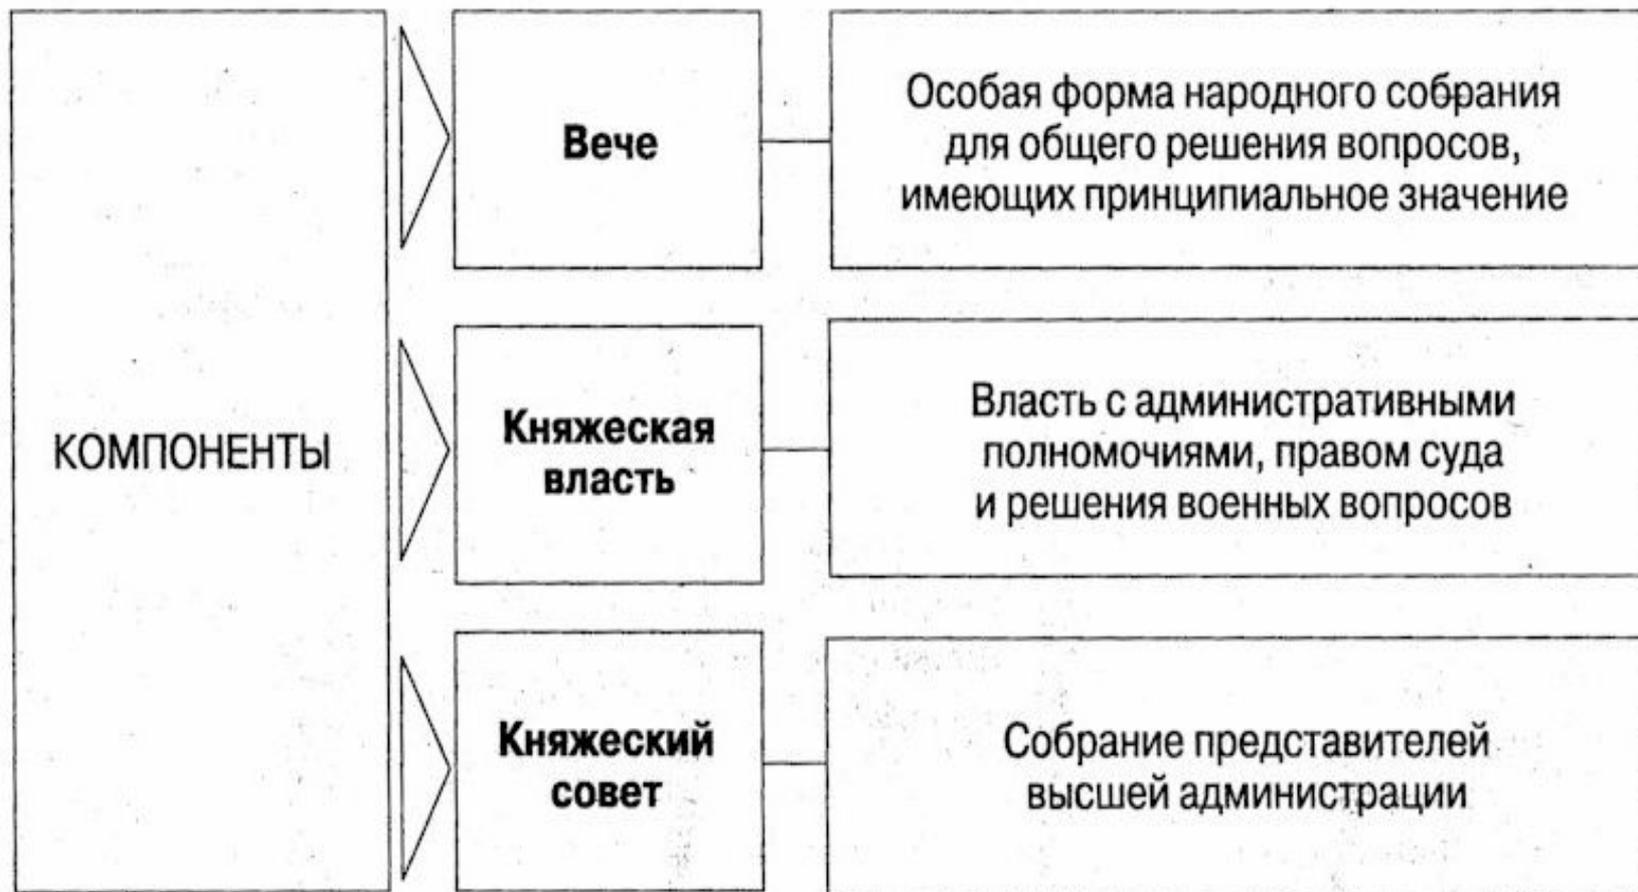 КОМПОНЕНТЫ
Вече
Особая форма народного собрания
для общего решения вопросов,
имеющих принципиальное значение
Княжеская
власть
Власть с административными
полномочиями, правом суда
и решения военных вопросов
Княжеский
совет
Собрание представителей
высшей администрации